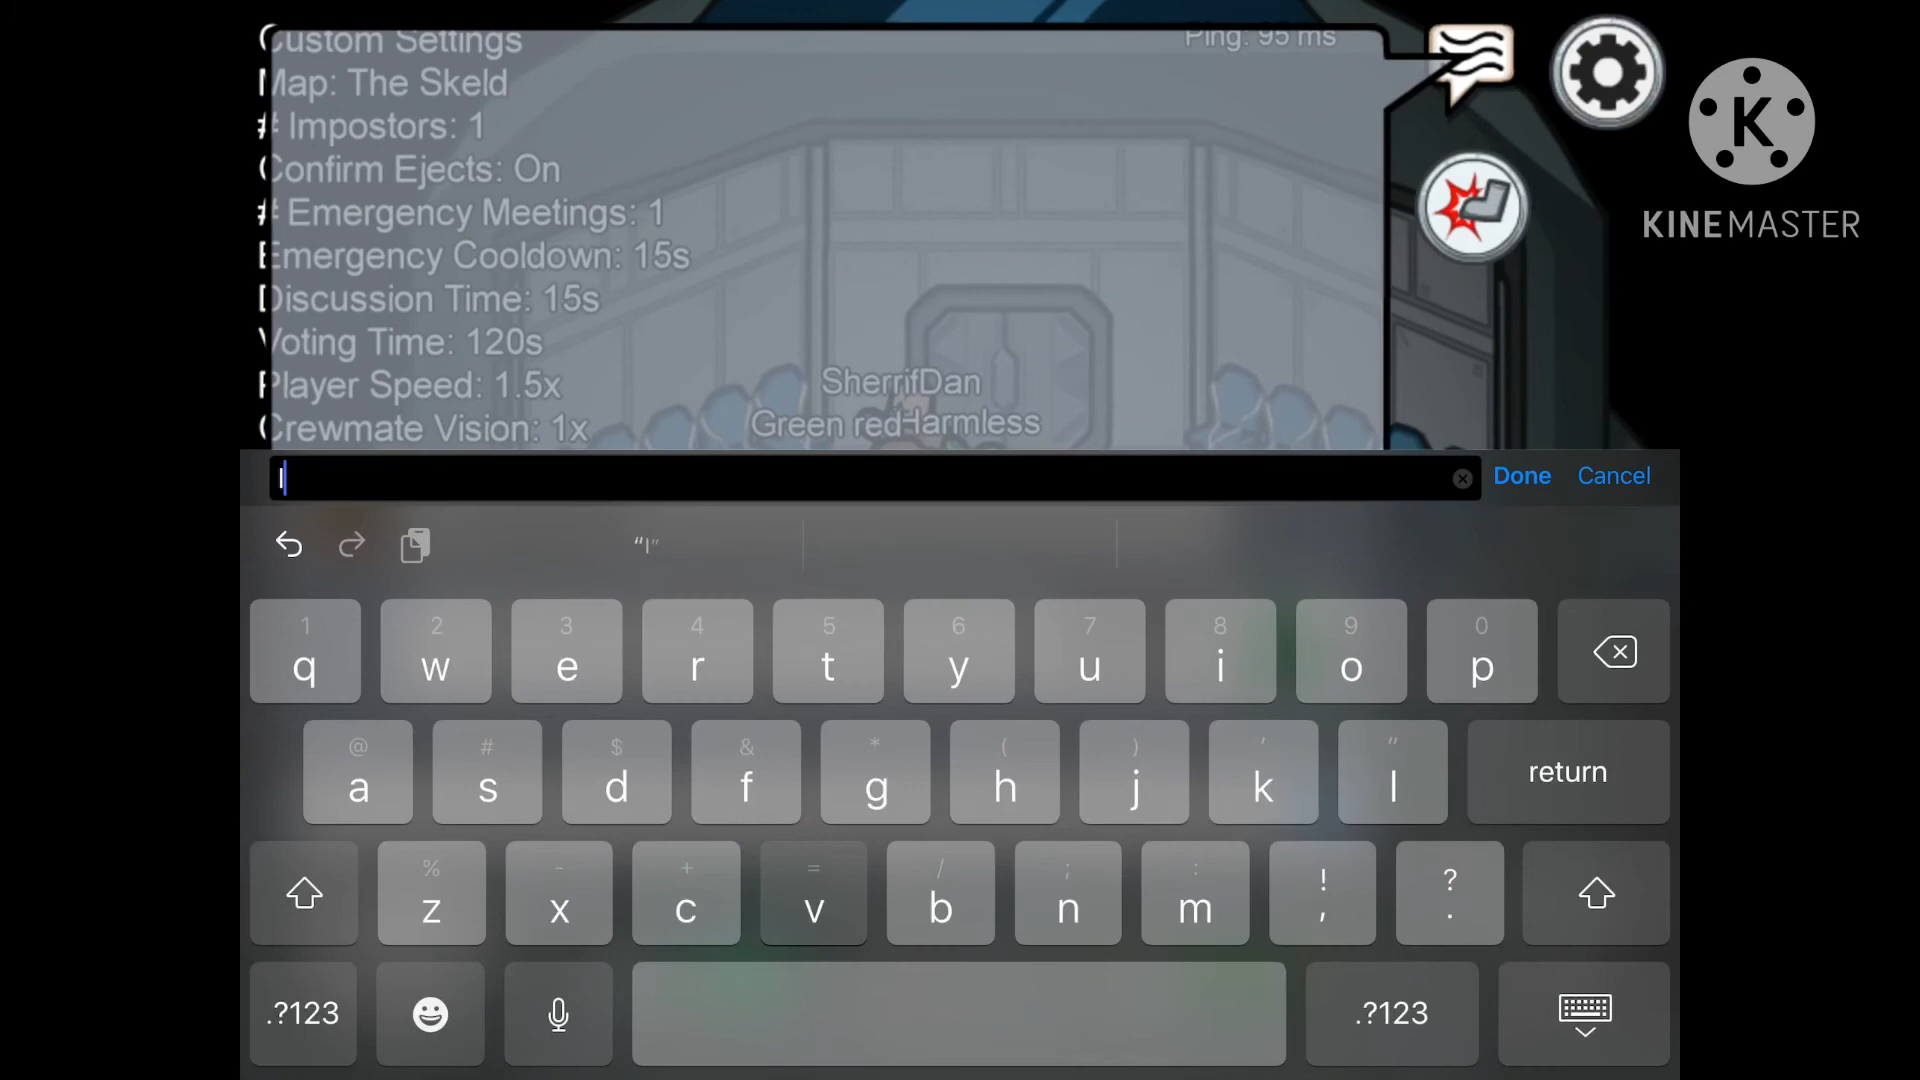 Custom Settings
Ping: 95 ms
Map: The Skeld
# Impostors: 1
Confirm Ejects: On
# Emergency Meetings: 1
Emergency Cooldown: 15s
Discussion Time: 15s
Voting Time: 120s
Player Speed: 1.5x
Crewmate Vision: 1x
SherrifDan
Green red Harmless
K
KINEMASTER
I
Done Cancel
“I”
1 2 3 4 5 6 7 8 9 0
q w e r t y u i o p
@ # $ & * ( ) ' "
a s d f g h j k l return
% - + = / ; : ! ?
z x c v b n m , .
.?123 .?123